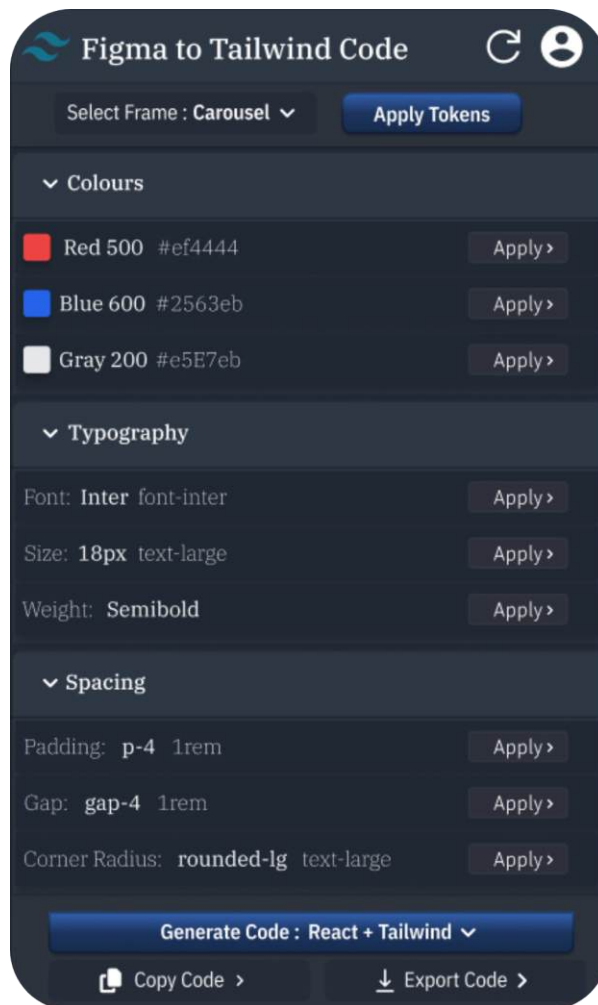 Figma to Tailwind Code
Select Frame : Carousel
Apply Tokens
Colours
Red 500 #ef4444 Apply
Blue 600 #2563eb Apply
Gray 200 #e5E7eb Apply
Typography
Font: Inter font-inter Apply
Size: 18px text-large Apply
Weight: Semibold Apply
Spacing
Padding: p-4 1rem Apply
Gap: gap-4 1rem Apply
Corner Radius: rounded-lg text-large Apply
Generate Code : React + Tailwind
Copy Code
Export Code